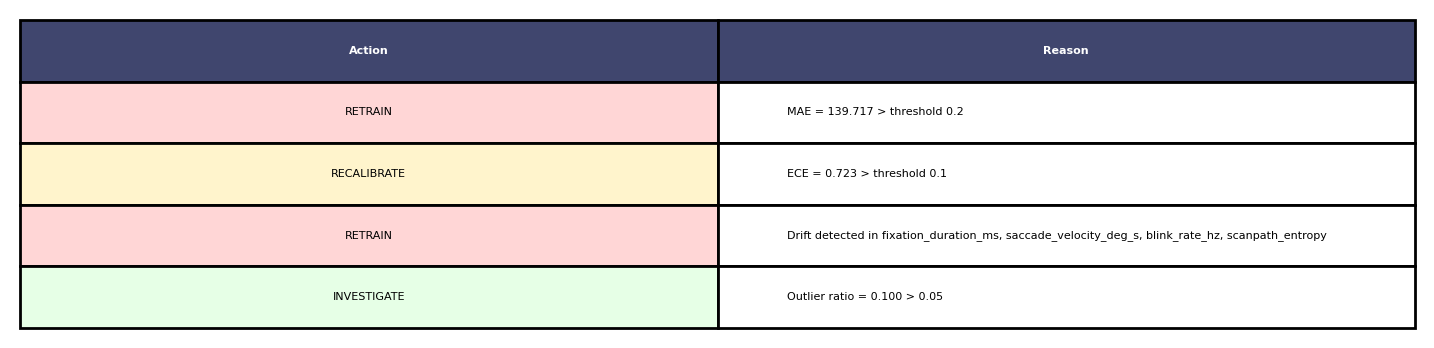 Action Reason
RETRAIN MAE = 139.717 > threshold 0.2
RECALIBRATE ECE = 0.723 > threshold 0.1
RETRAIN Drift detected in fixation_duration_ms, saccade_velocity_deg_s, blink_rate_hz, scanpath_entropy
INVESTIGATE Outlier ratio = 0.100 > 0.05